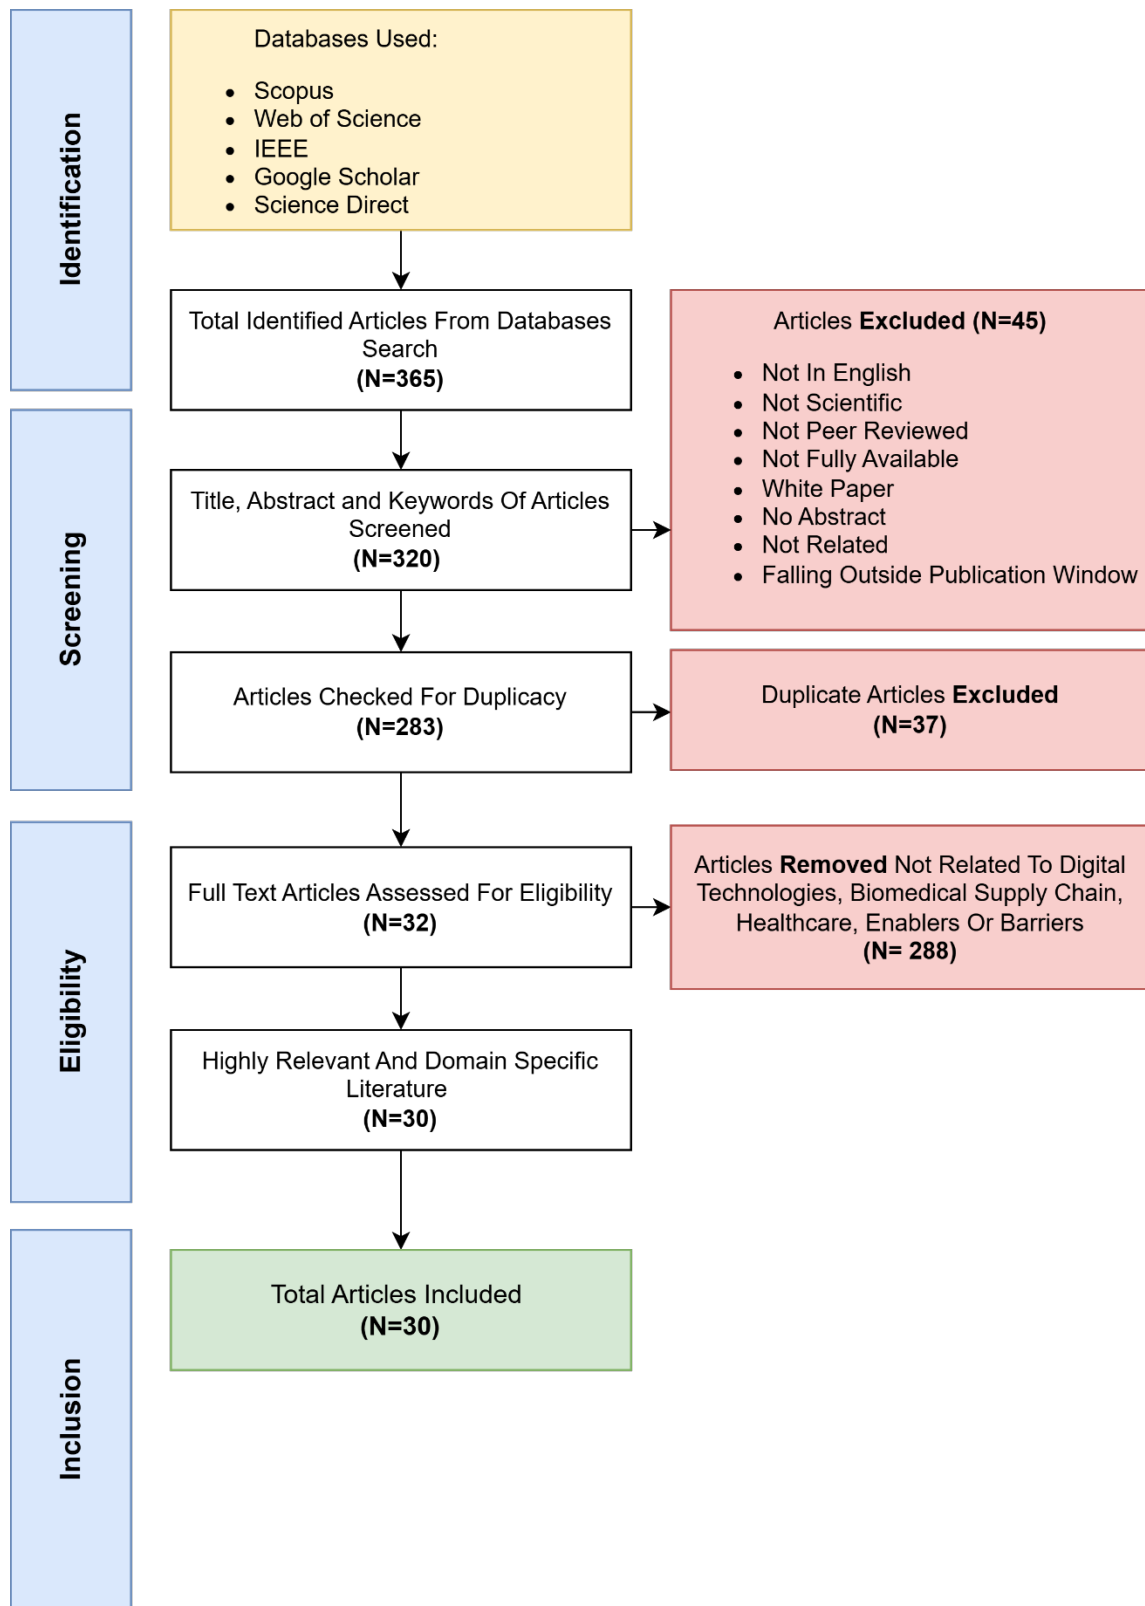 Identification
Databases Used:
• Scopus
• Web of Science
• IEEE
• Google Scholar
• Science Direct
Total Identified Articles From Databases
Search
(N=365)
Articles Excluded (N=45)
• Not In English
• Not Scientific
• Not Peer Reviewed
• Not Fully Available
• White Paper
• No Abstract
• Not Related
• Falling Outside Publication Window
Screening
Title, Abstract and Keywords Of Articles
Screened
(N=320)
Articles Checked For Duplicacy
(N=283)
Duplicate Articles Excluded
(N=37)
Eligibility
Full Text Articles Assessed For Eligibility
(N=32)
Articles Removed Not Related To Digital
Technologies, Biomedical Supply Chain,
Healthcare, Enablers Or Barriers
(N= 288)
Highly Relevant And Domain Specific
Literature
(N=30)
Inclusion
Total Articles Included
(N=30)